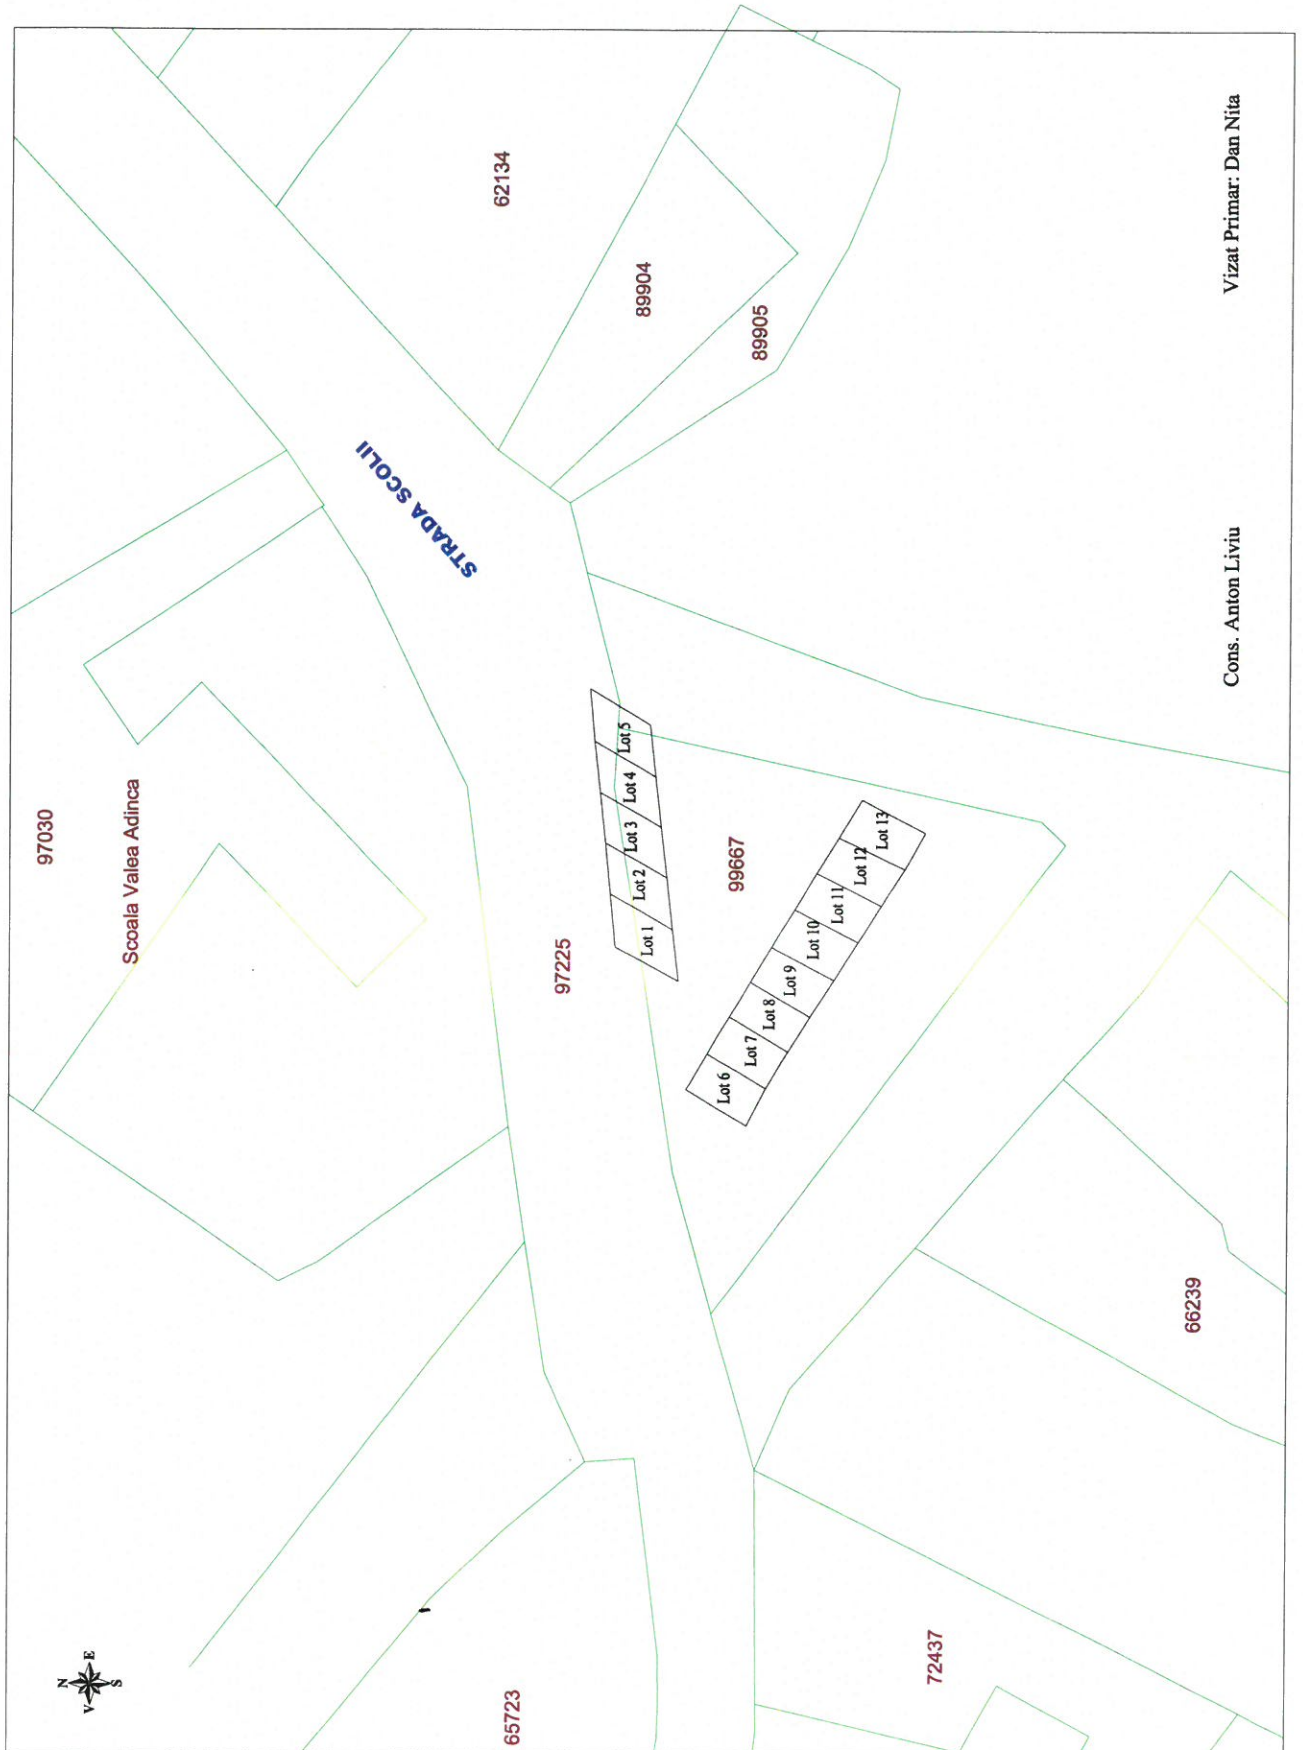 N
V E
S
97030
Scoala Valea Adinca
STRADA SCOLII
62134
89904
89905
97225
Lot 1
Lot 2
Lot 3
Lot 4
Lot 5
99667
Lot 6
Lot 7
Lot 8
Lot 9
Lot 10
Lot 11
Lot 12
Lot 13
65723
72437
66239
Cons. Anton Liviu
Vizat Primar: Dan Nita